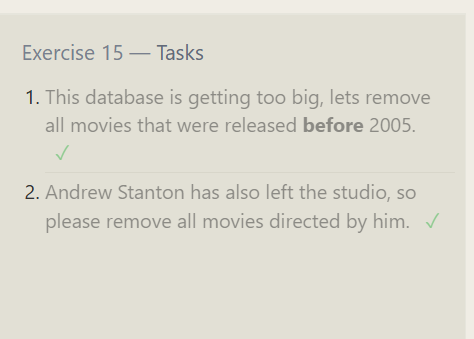 Exercise 15 — Tasks
1. This database is getting too big, lets remove
all movies that were released before 2005.
✓
2. Andrew Stanton has also left the studio, so
please remove all movies directed by him. ✓